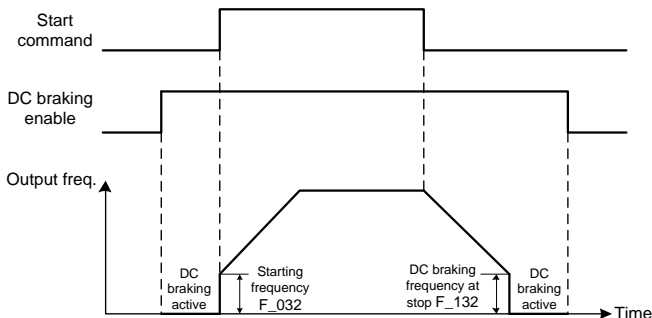 Start
command
DC braking
enable
Output freq.
DC
braking
active
Starting
frequency
F_032
DC braking
frequency at
stop F_132
DC
braking
active
Time